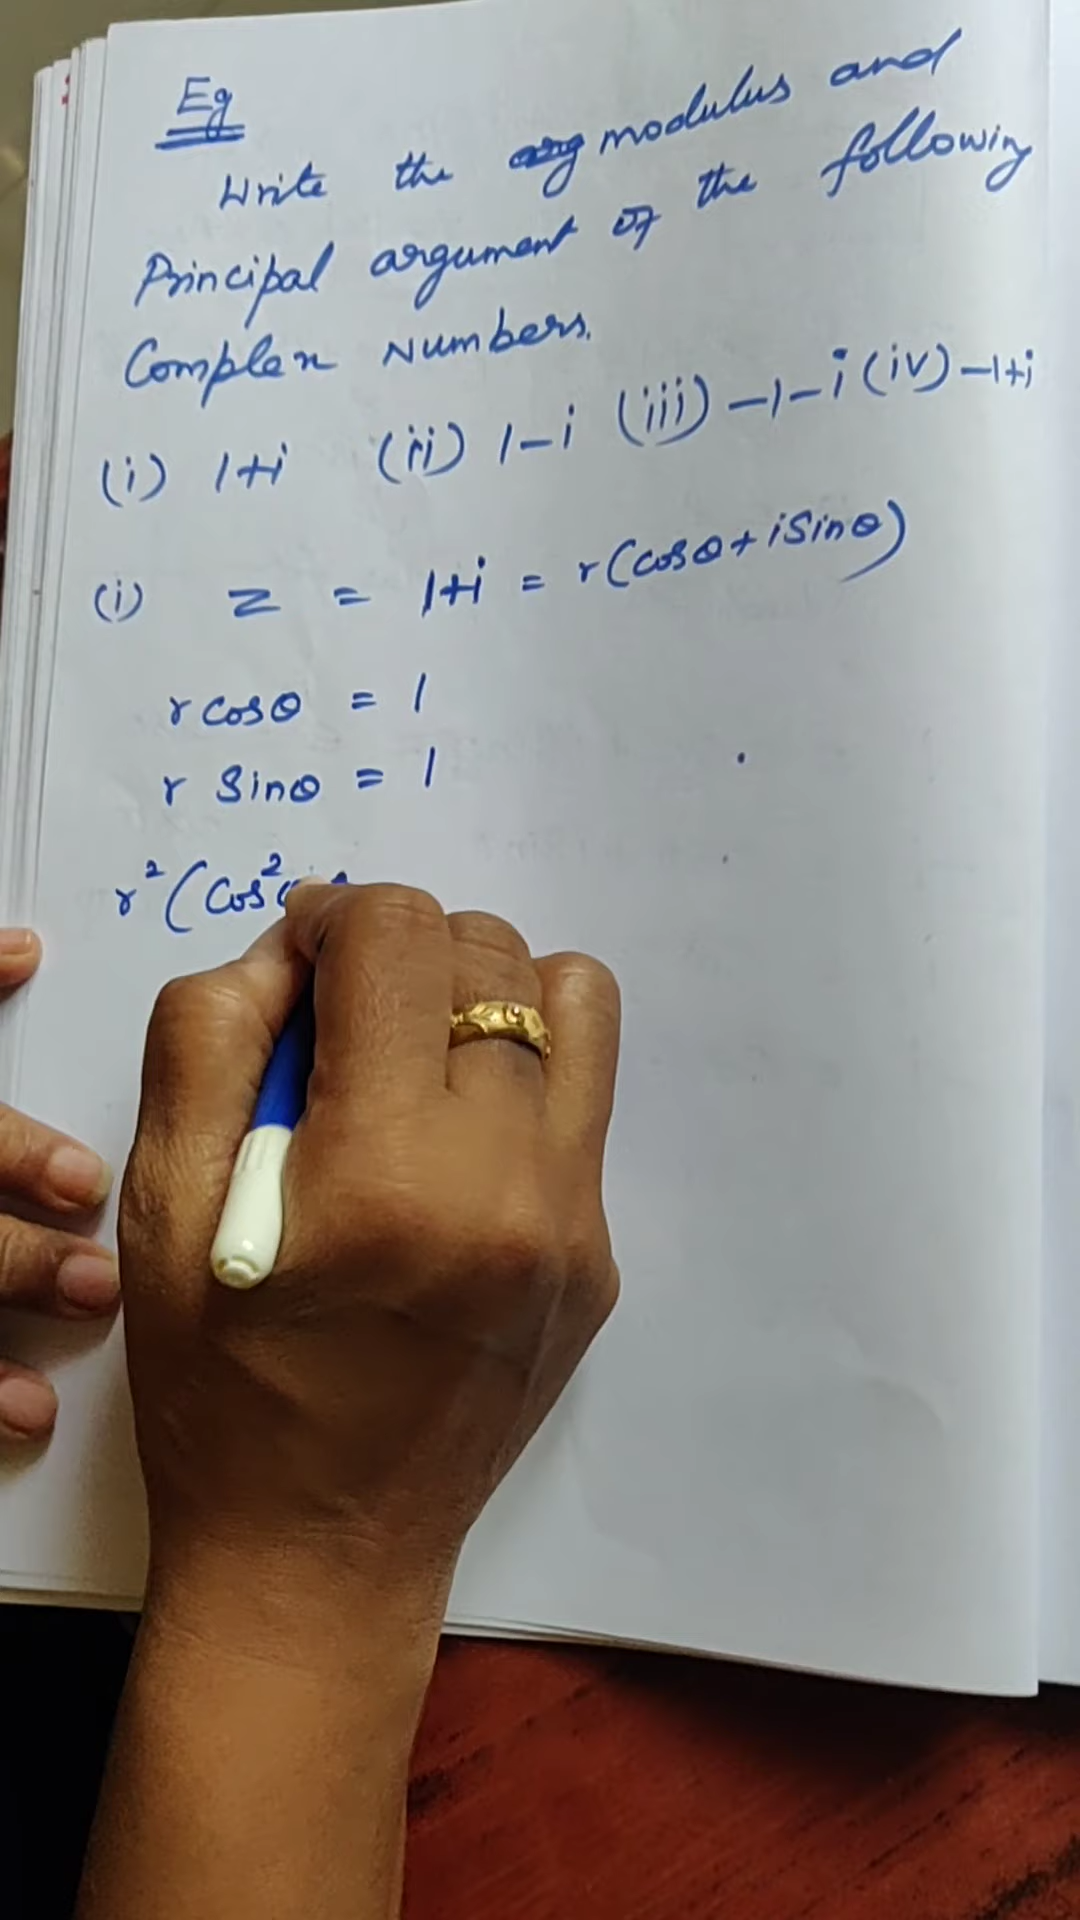 Eg
Write the modulus and
Principal argument of the following
Complex Numbers.
(i) 1+i (ii) 1-i (iii) -1-i (iv) -1+i
(i) z = 1+i = r(cosθ + i Sinθ)
r cosθ = 1
r Sinθ = 1
r²(Cos²